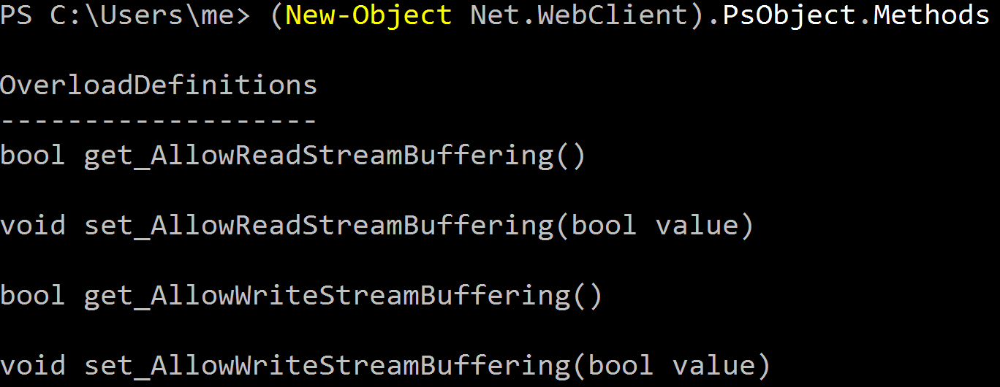 PS C:\Users\me> (New-Object Net.WebClient).PsObject.Methods
OverloadDefinitions
-------------------
bool get_AllowReadStreamBuffering()
void set_AllowReadStreamBuffering(bool value)
bool get_AllowWriteStreamBuffering()
void set_AllowWriteStreamBuffering(bool value)